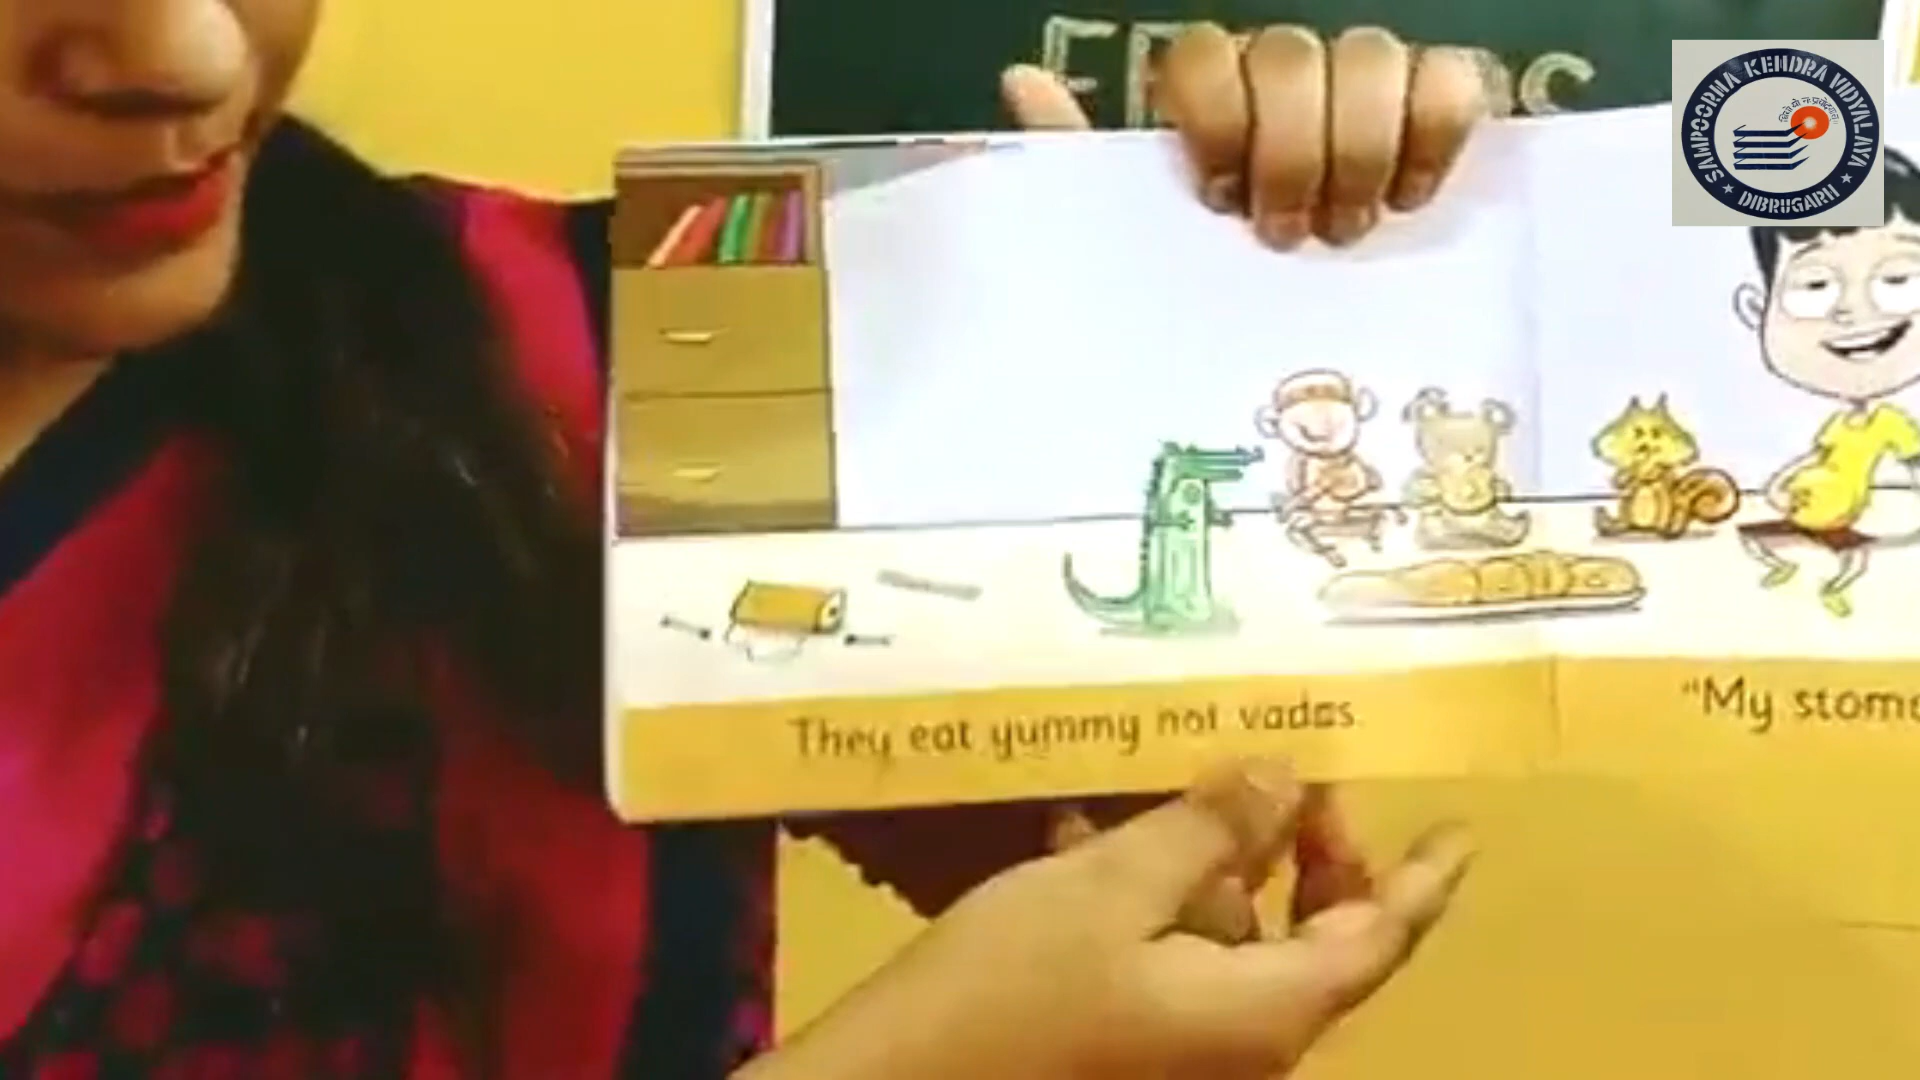 SAMPOORNA KENDRA VIDYALAYA
DIBRUGARH
They eat yummy hot vadas.
"My stom